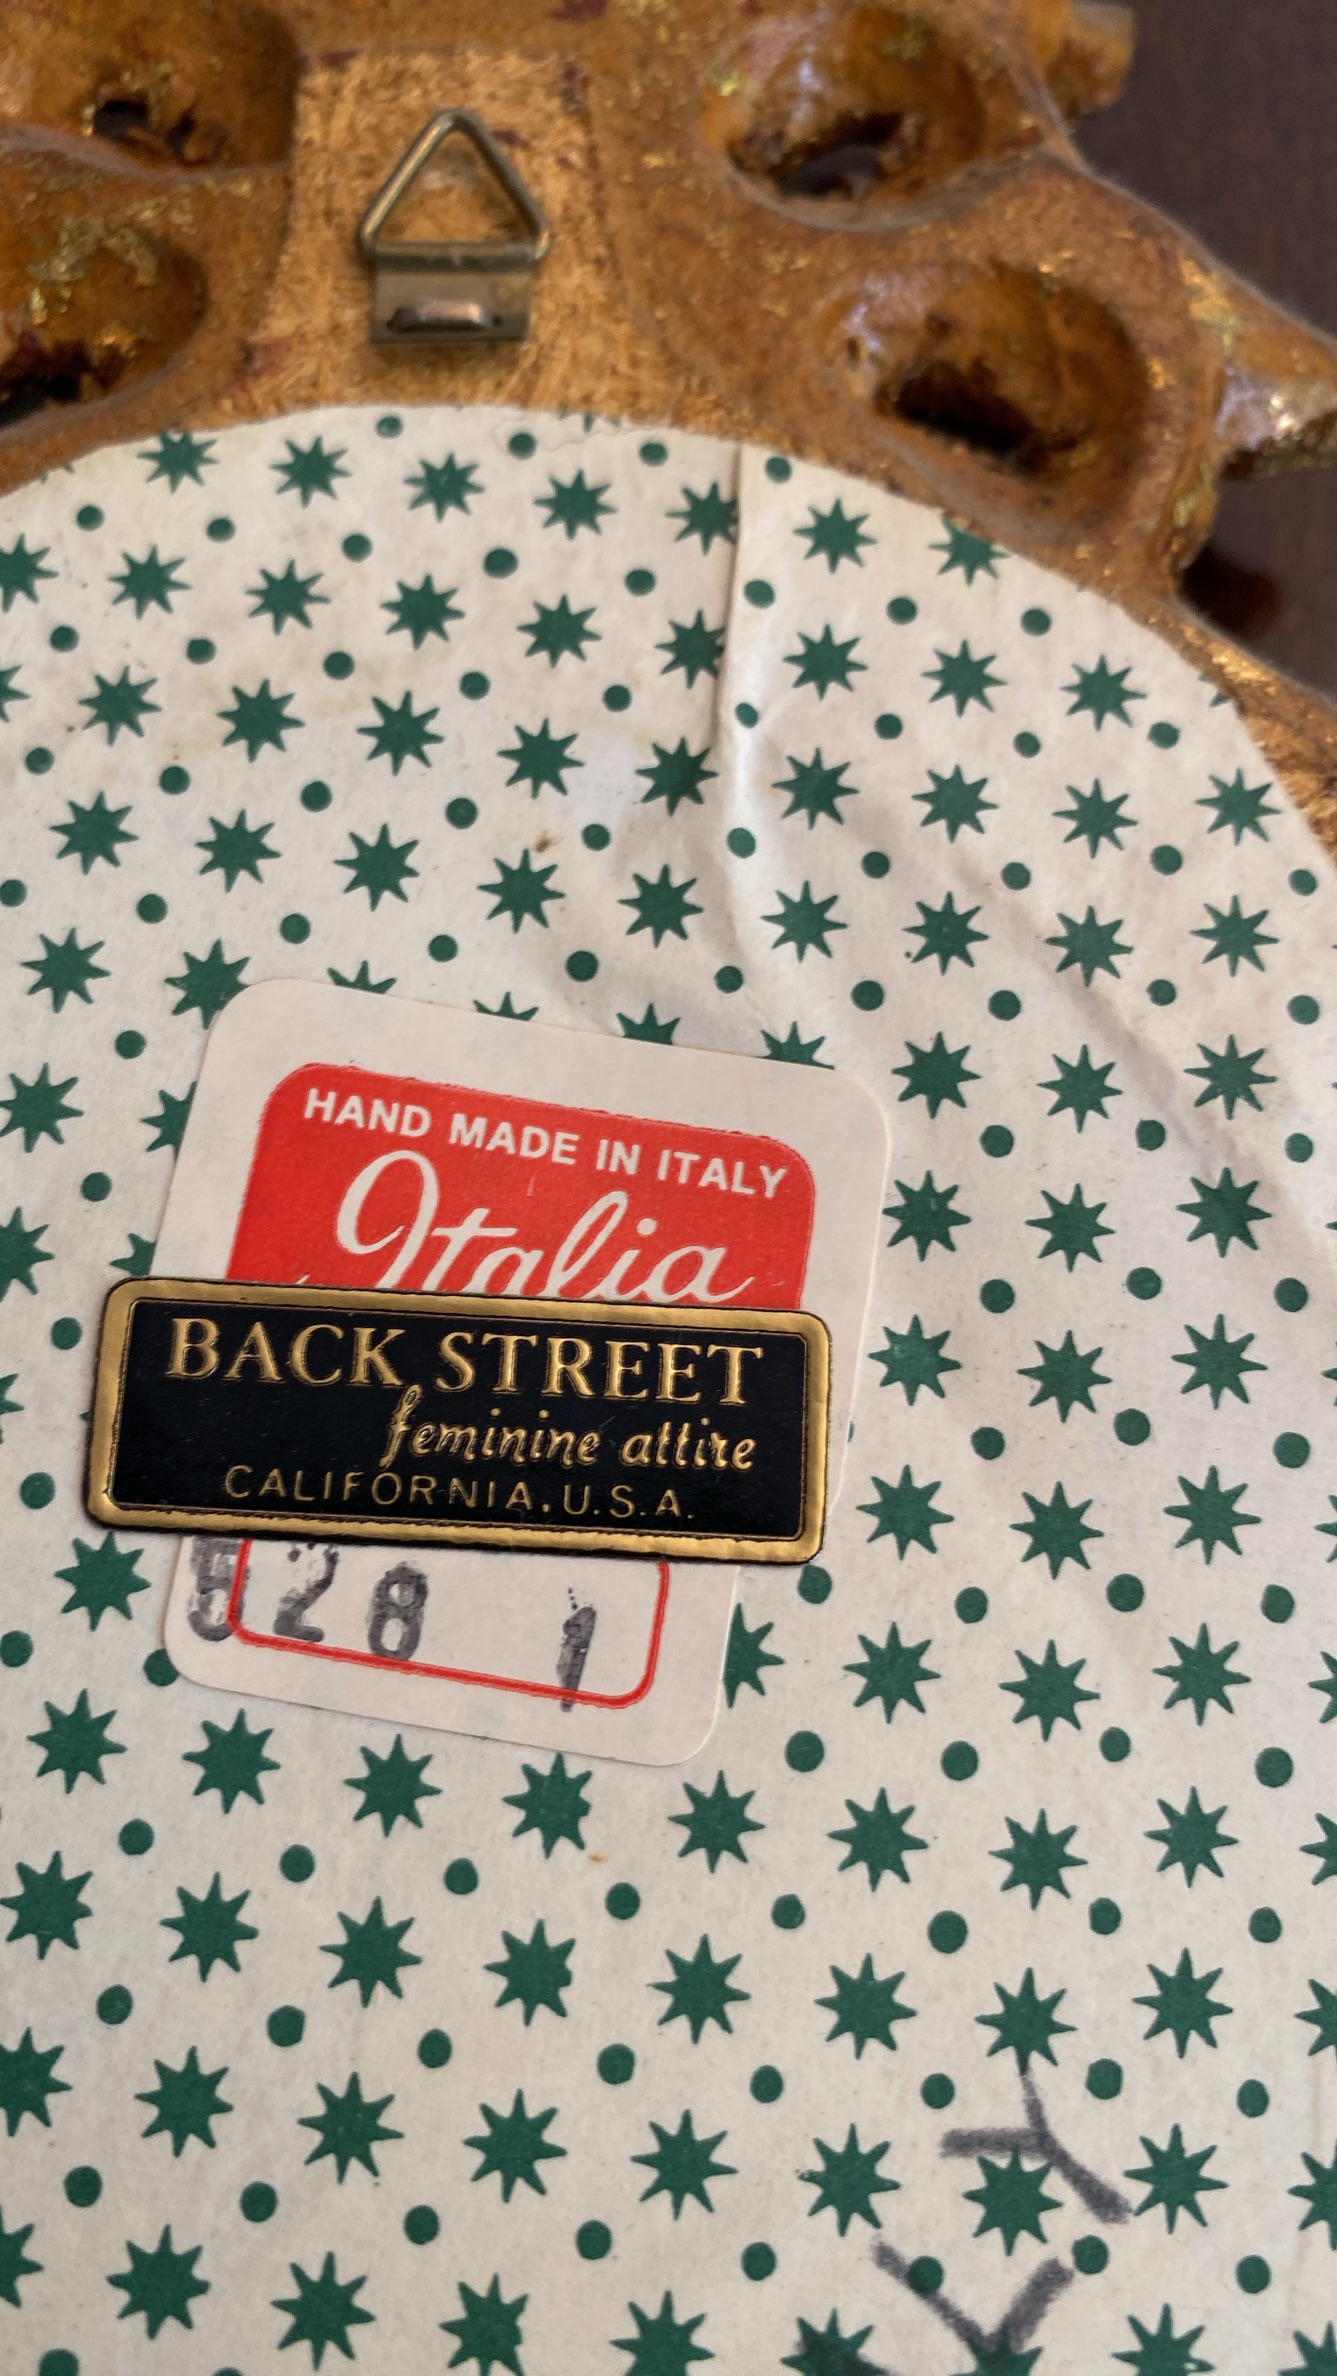 HAND MADE IN ITALY
Italia
BACK STREET
feminine attire
CALIFORNIA. U.S.A.
528 1